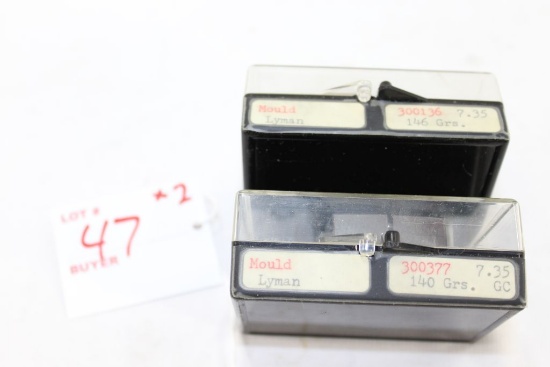 Mould
Lyman
300136 7.35
146 Grs.
LOT #
47 x2
BUYER
Mould
Lyman
300377 7.35
140 Grs. GC